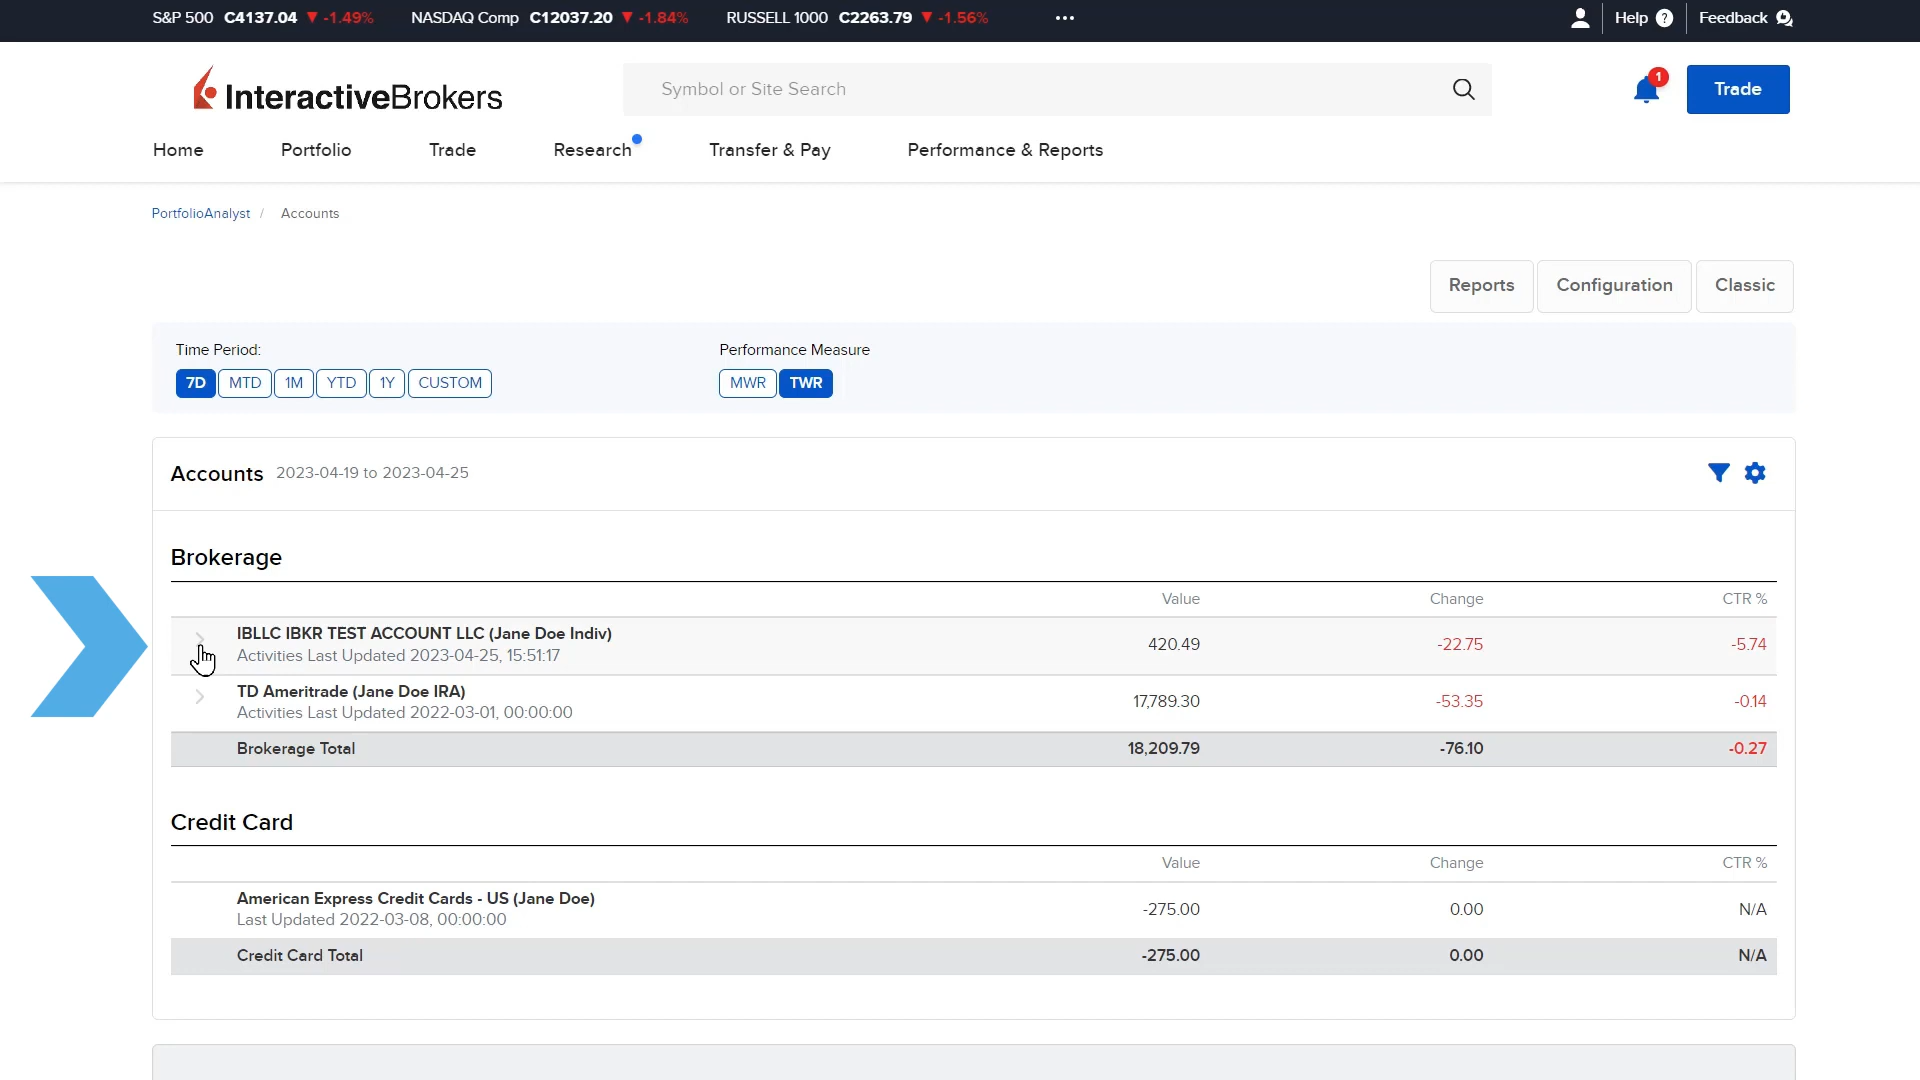 S&P 500 C4137.04 ▼ -1.49% NASDAQ Comp C12037.20 ▼ -1.84% RUSSELL 1000 C2263.79 ▼ -1.56% ••• Help ? Feedback
InteractiveBrokers Symbol or Site Search 1 Trade
Home Portfolio Trade Research Transfer & Pay Performance & Reports
PortfolioAnalyst / Accounts
Reports Configuration Classic
Time Period: Performance Measure
7D MTD 1M YTD 1Y CUSTOM MWR TWR
Accounts 2023-04-19 to 2023-04-25
Brokerage
Value Change CTR %
IBLLC IBKR TEST ACCOUNT LLC (Jane Doe Indiv) 420.49 -22.75 -5.74
Activities Last Updated 2023-04-25, 15:51:17
TD Ameritrade (Jane Doe IRA) 17,789.30 -53.35 -0.14
Activities Last Updated 2022-03-01, 00:00:00
Brokerage Total 18,209.79 -76.10 -0.27
Credit Card
Value Change CTR %
American Express Credit Cards - US (Jane Doe) -275.00 0.00 N/A
Last Updated 2022-03-08, 00:00:00
Credit Card Total -275.00 0.00 N/A